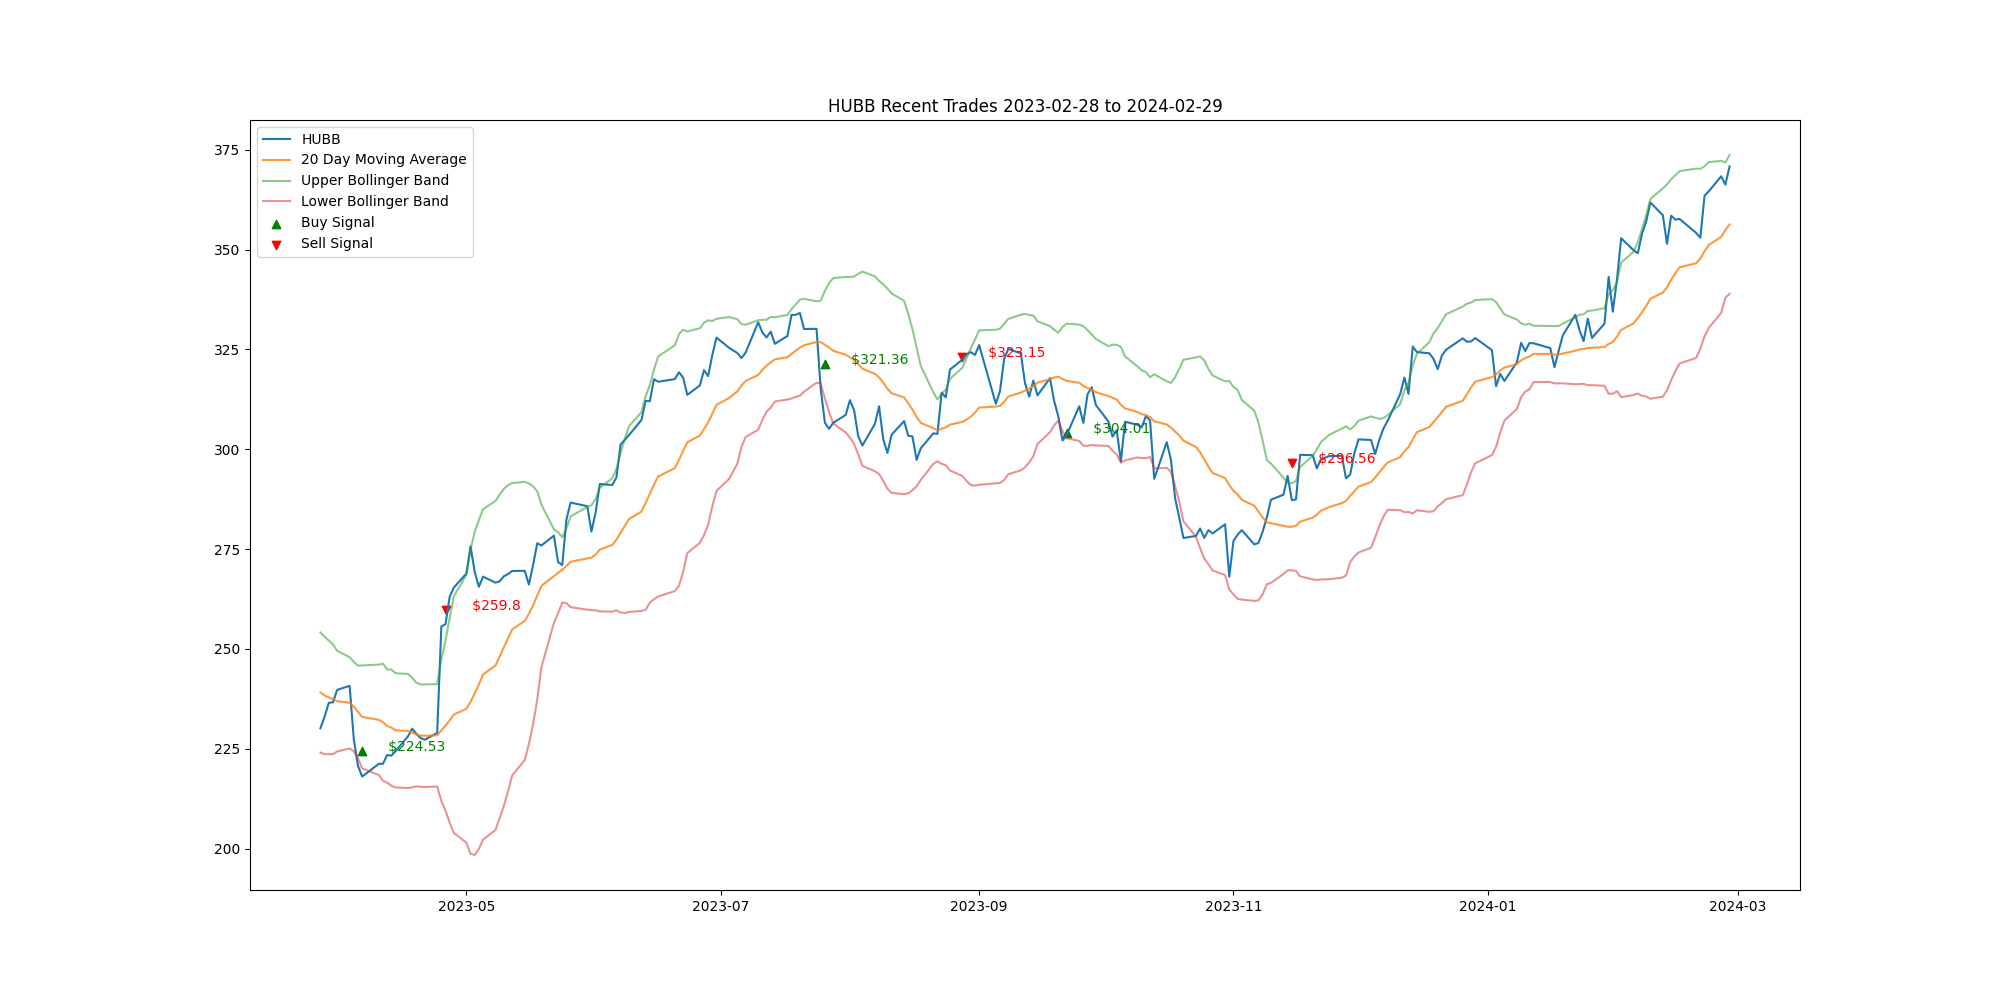 HUBB Recent Trades 2023-02-28 to 2024-02-29
HUBB
20 Day Moving Average
Upper Bollinger Band
Lower Bollinger Band
Buy Signal
Sell Signal
375
350
325
300
275
250
225
200
$224.53
$259.8
$321.36
$323.15
$304.01
$296.56
2023-05
2023-07
2023-09
2023-11
2024-01
2024-03